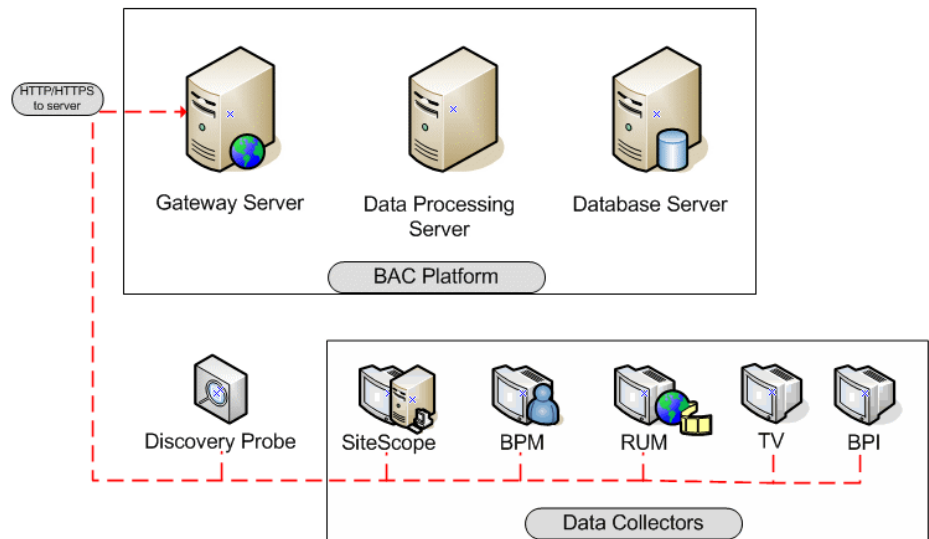 HTTP/HTTPS
to server
Gateway Server
Data Processing
Server
Database Server
BAC Platform
Discovery Probe
SiteScope
BPM
RUM
TV
BPI
Data Collectors